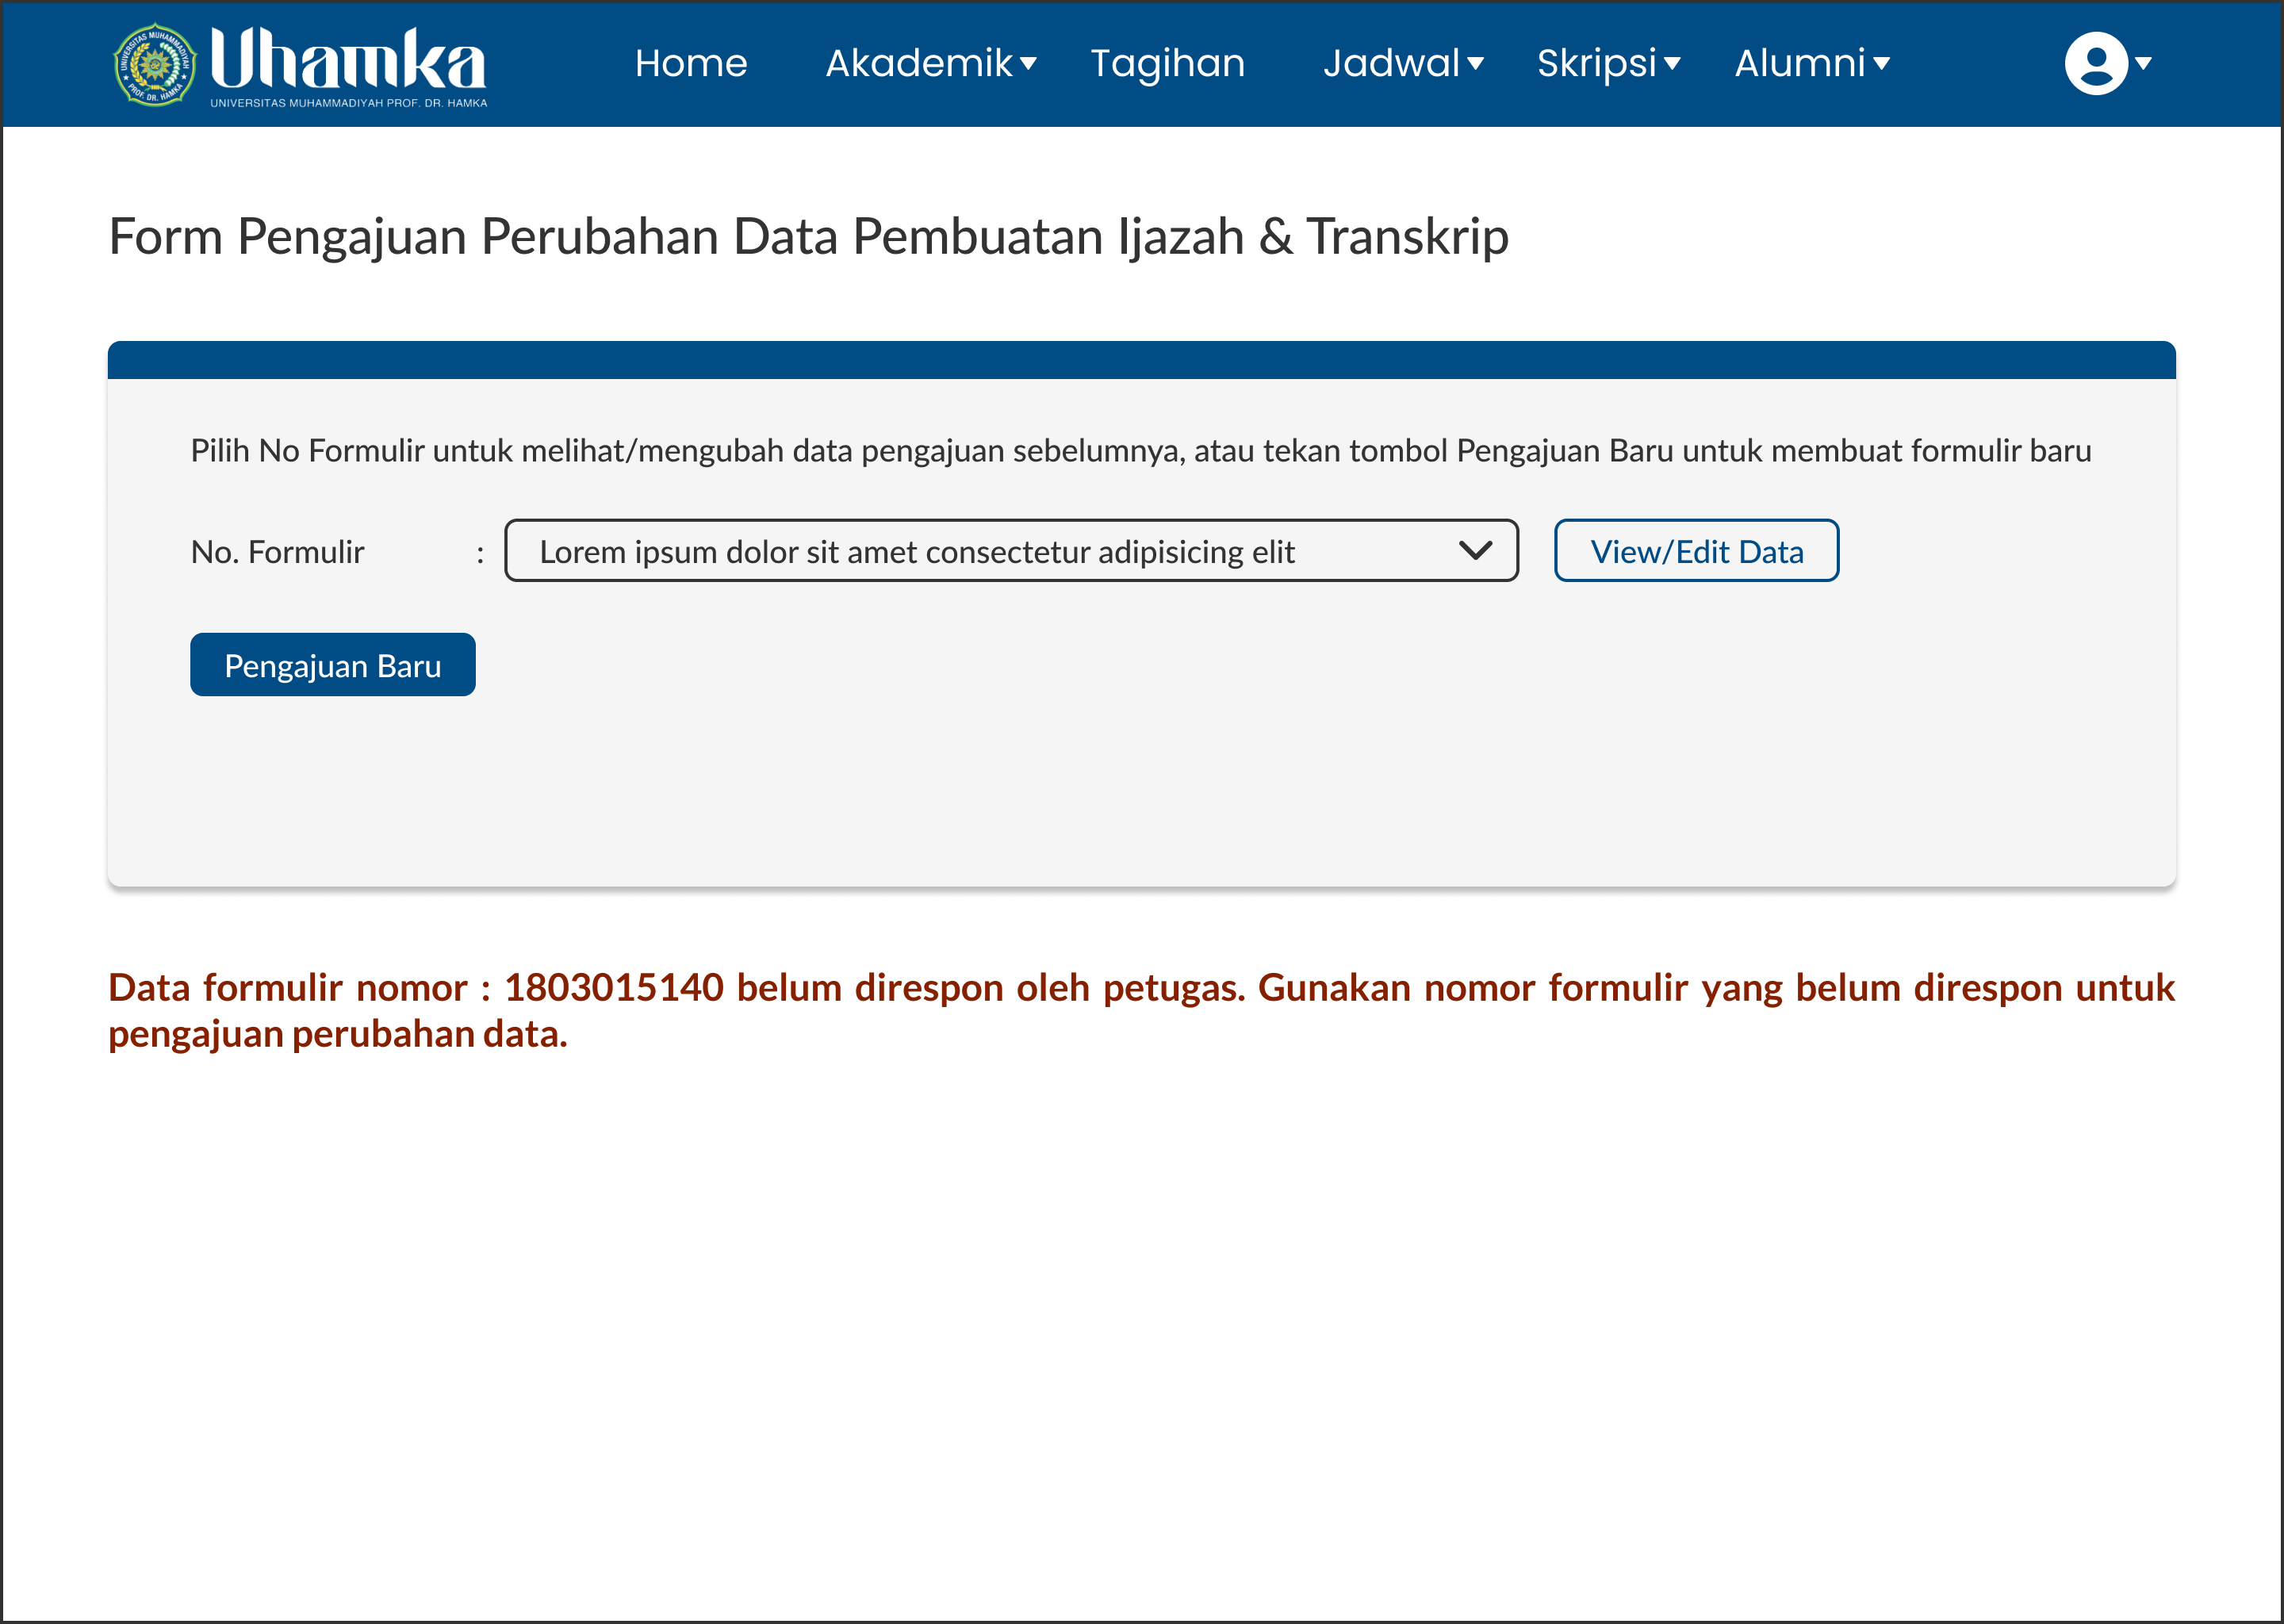 UNIVERSITAS MUHAMMADIYAH
PROF. DR. HAMKA
Uhamka
UNIVERSITAS MUHAMMADIYAH PROF. DR. HAMKA
Home Akademik Tagihan Jadwal Skripsi Alumni
Form Pengajuan Perubahan Data Pembuatan Ijazah & Transkrip
Pilih No Formulir untuk melihat/mengubah data pengajuan sebelumnya, atau tekan tombol Pengajuan Baru untuk membuat formulir baru
No. Formulir : Lorem ipsum dolor sit amet consectetur adipisicing elit View/Edit Data
Pengajuan Baru
Data formulir nomor : 1803015140 belum direspon oleh petugas. Gunakan nomor formulir yang belum direspon untuk
pengajuan perubahan data.